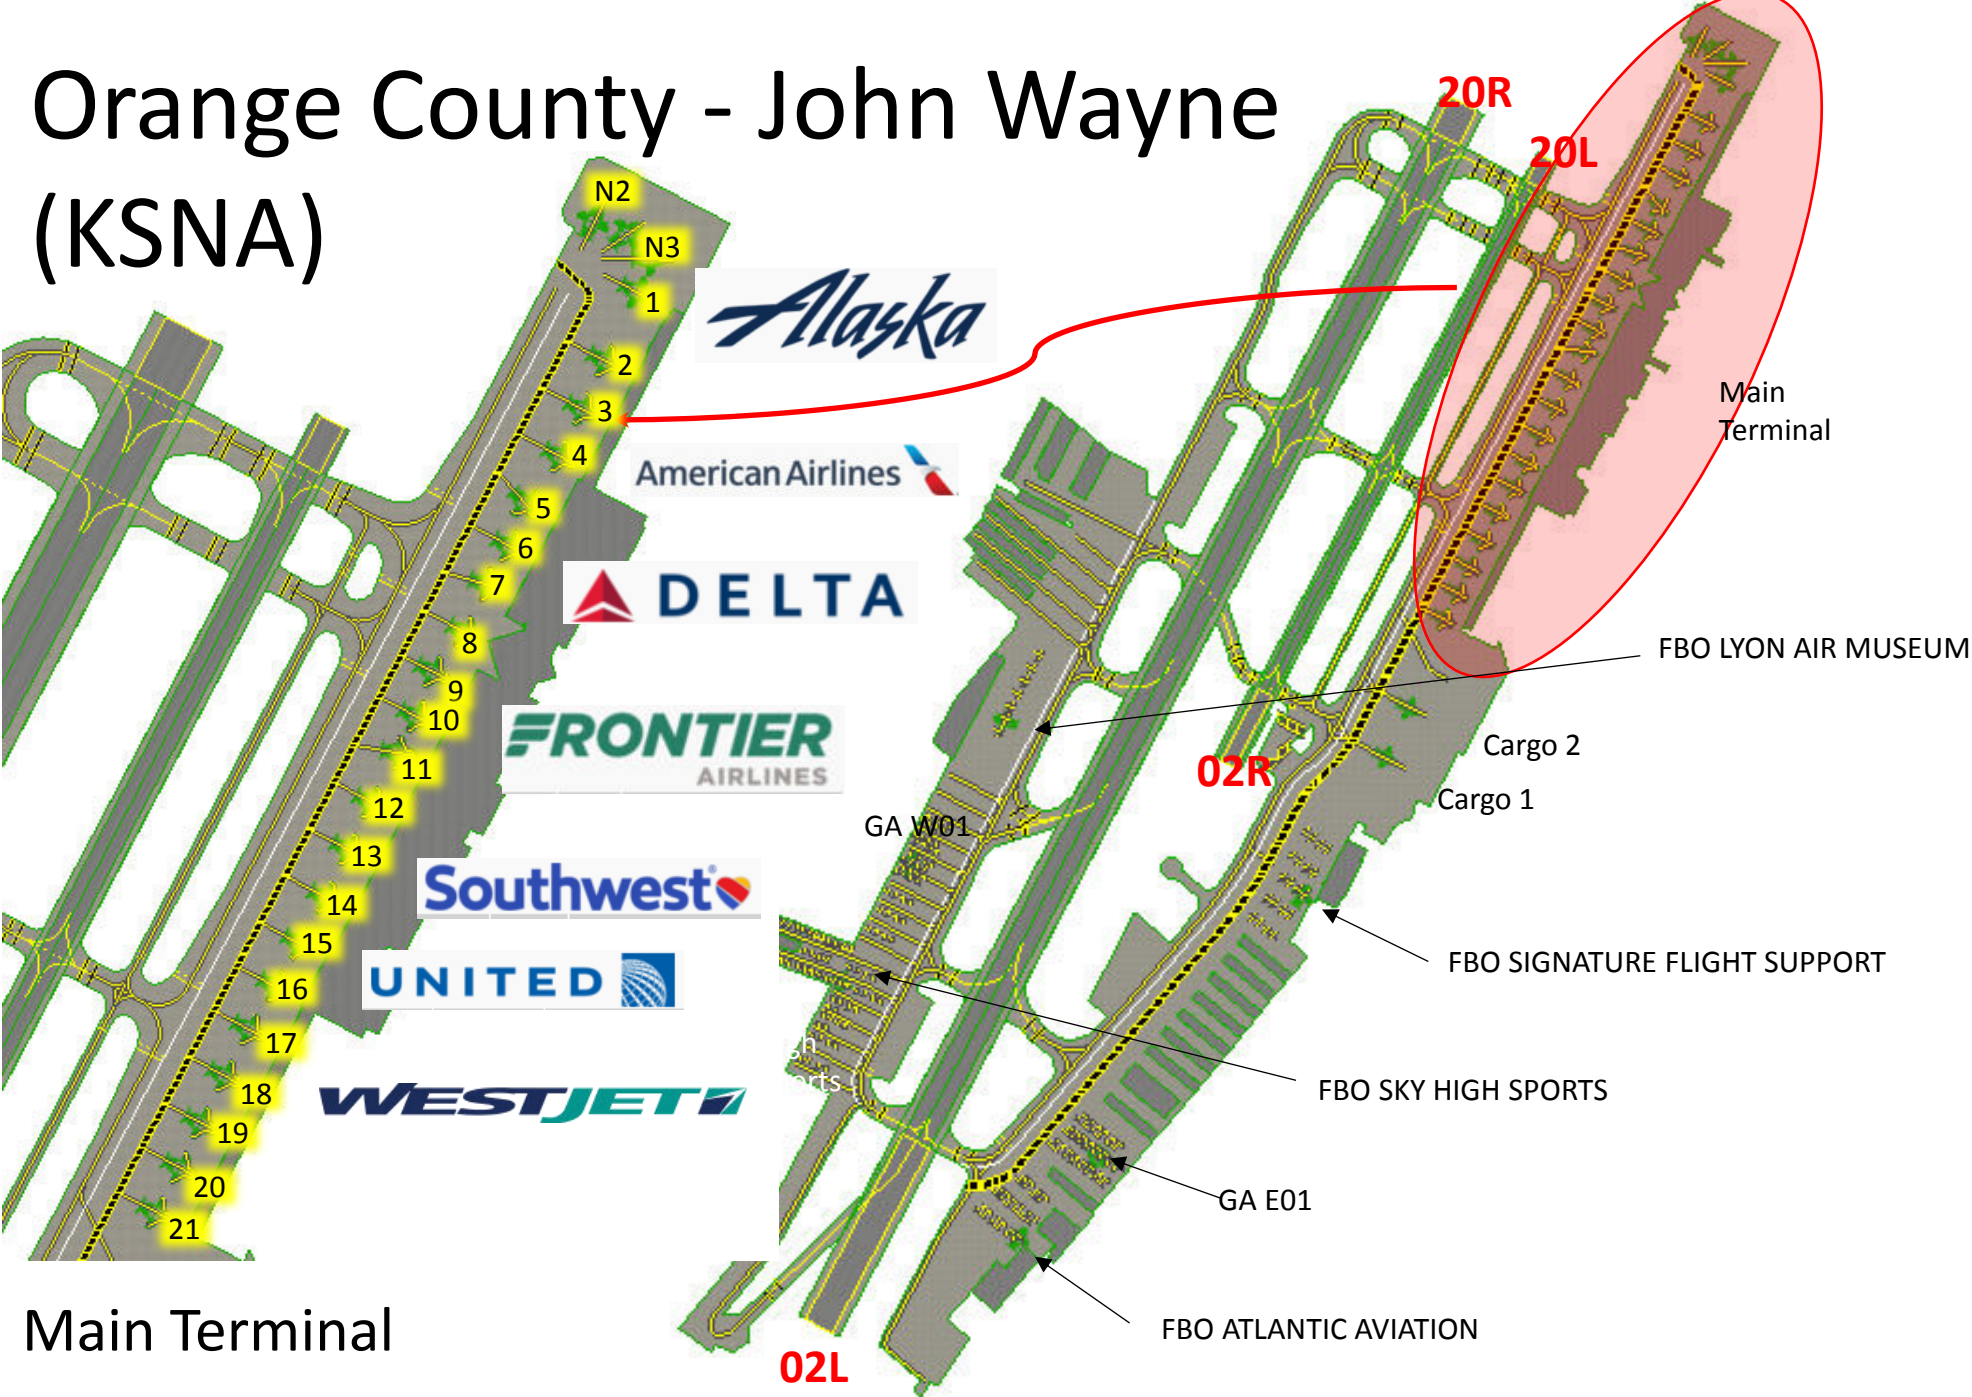 Orange County - John Wayne
(KSNA)
N2
N3
1
2
3
4
5
6
7
8
9
10
11
12
13
14
15
16
17
18
19
20
21
Alaska
American Airlines
DELTA
FRONTIER
AIRLINES
Southwest
UNITED
WESTJET
Main Terminal
20R
20L
Main
Terminal
FBO LYON AIR MUSEUM
Cargo 2
Cargo 1
02R
GA W01
FBO SIGNATURE FLIGHT SUPPORT
FBO SKY HIGH SPORTS
GA E01
FBO ATLANTIC AVIATION
02L